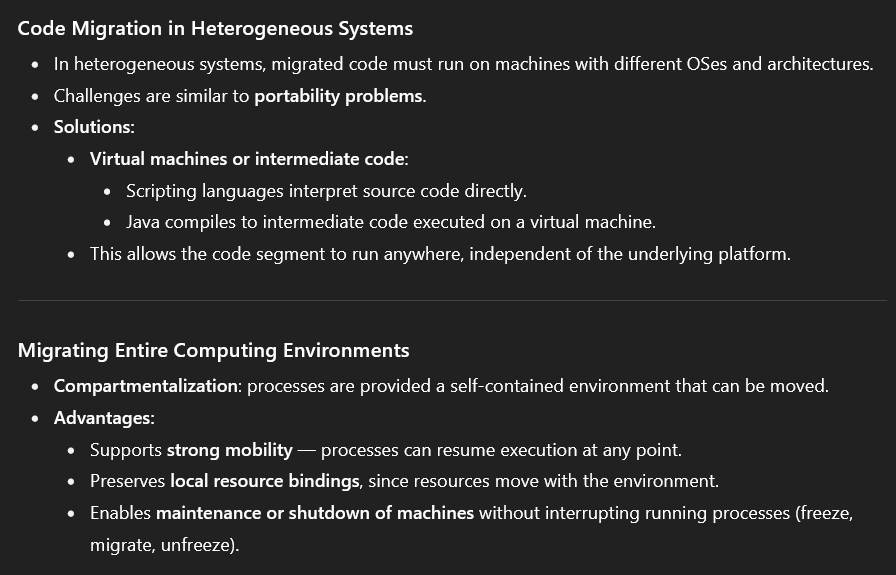 Code Migration in Heterogeneous Systems
• In heterogeneous systems, migrated code must run on machines with different OSes and architectures.
• Challenges are similar to portability problems.
• Solutions:
• Virtual machines or intermediate code:
• Scripting languages interpret source code directly.
• Java compiles to intermediate code executed on a virtual machine.
• This allows the code segment to run anywhere, independent of the underlying platform.
Migrating Entire Computing Environments
• Compartmentalization: processes are provided a self-contained environment that can be moved.
• Advantages:
• Supports strong mobility — processes can resume execution at any point.
• Preserves local resource bindings, since resources move with the environment.
• Enables maintenance or shutdown of machines without interrupting running processes (freeze,
migrate, unfreeze).